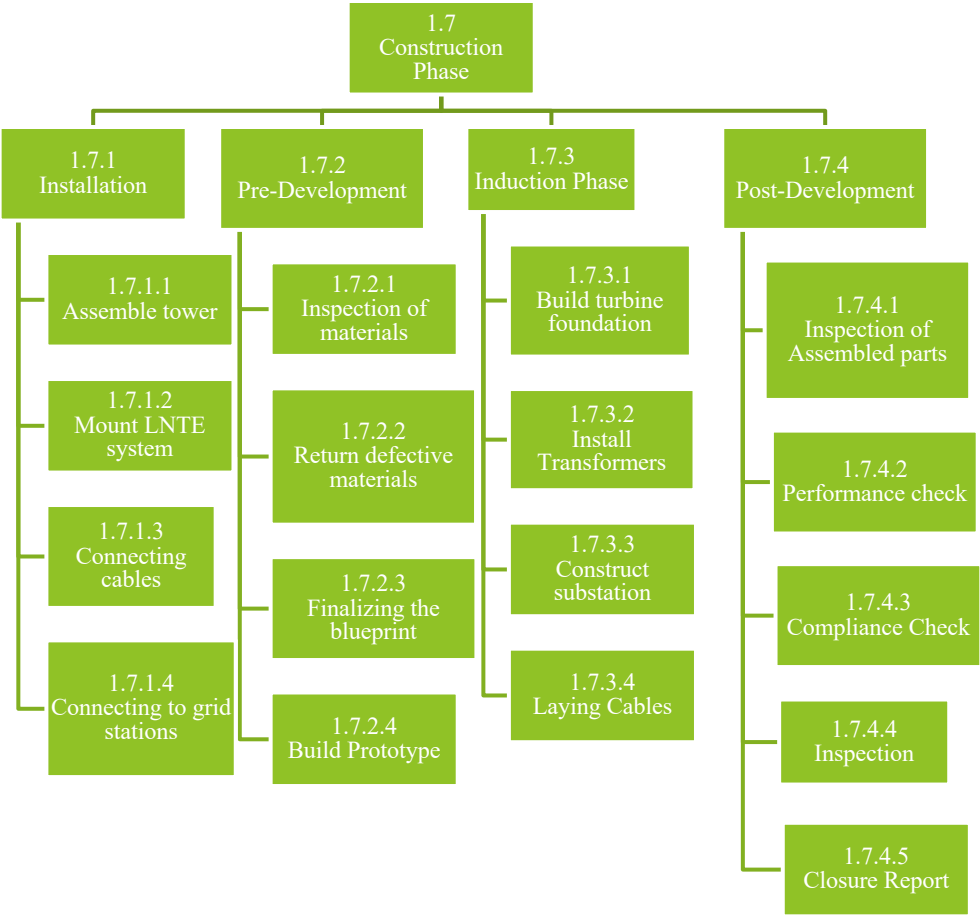 1.7
Construction
Phase
1.7.1
Installation
1.7.1.1
Assemble tower
1.7.1.2
Mount LNTE
system
1.7.1.3
Connecting
cables
1.7.1.4
Connecting to grid
stations
1.7.2
Pre-Development
1.7.2.1
Inspection of
materials
1.7.2.2
Return defective
materials
1.7.2.3
Finalizing the
blueprint
1.7.2.4
Build Prototype
1.7.3
Induction Phase
1.7.3.1
Build turbine
foundation
1.7.3.2
Install
Transformers
1.7.3.3
Construct
substation
1.7.3.4
Laying Cables
1.7.4
Post-Development
1.7.4.1
Inspection of
Assembled parts
1.7.4.2
Performance check
1.7.4.3
Compliance Check
1.7.4.4
Inspection
1.7.4.5
Closure Report